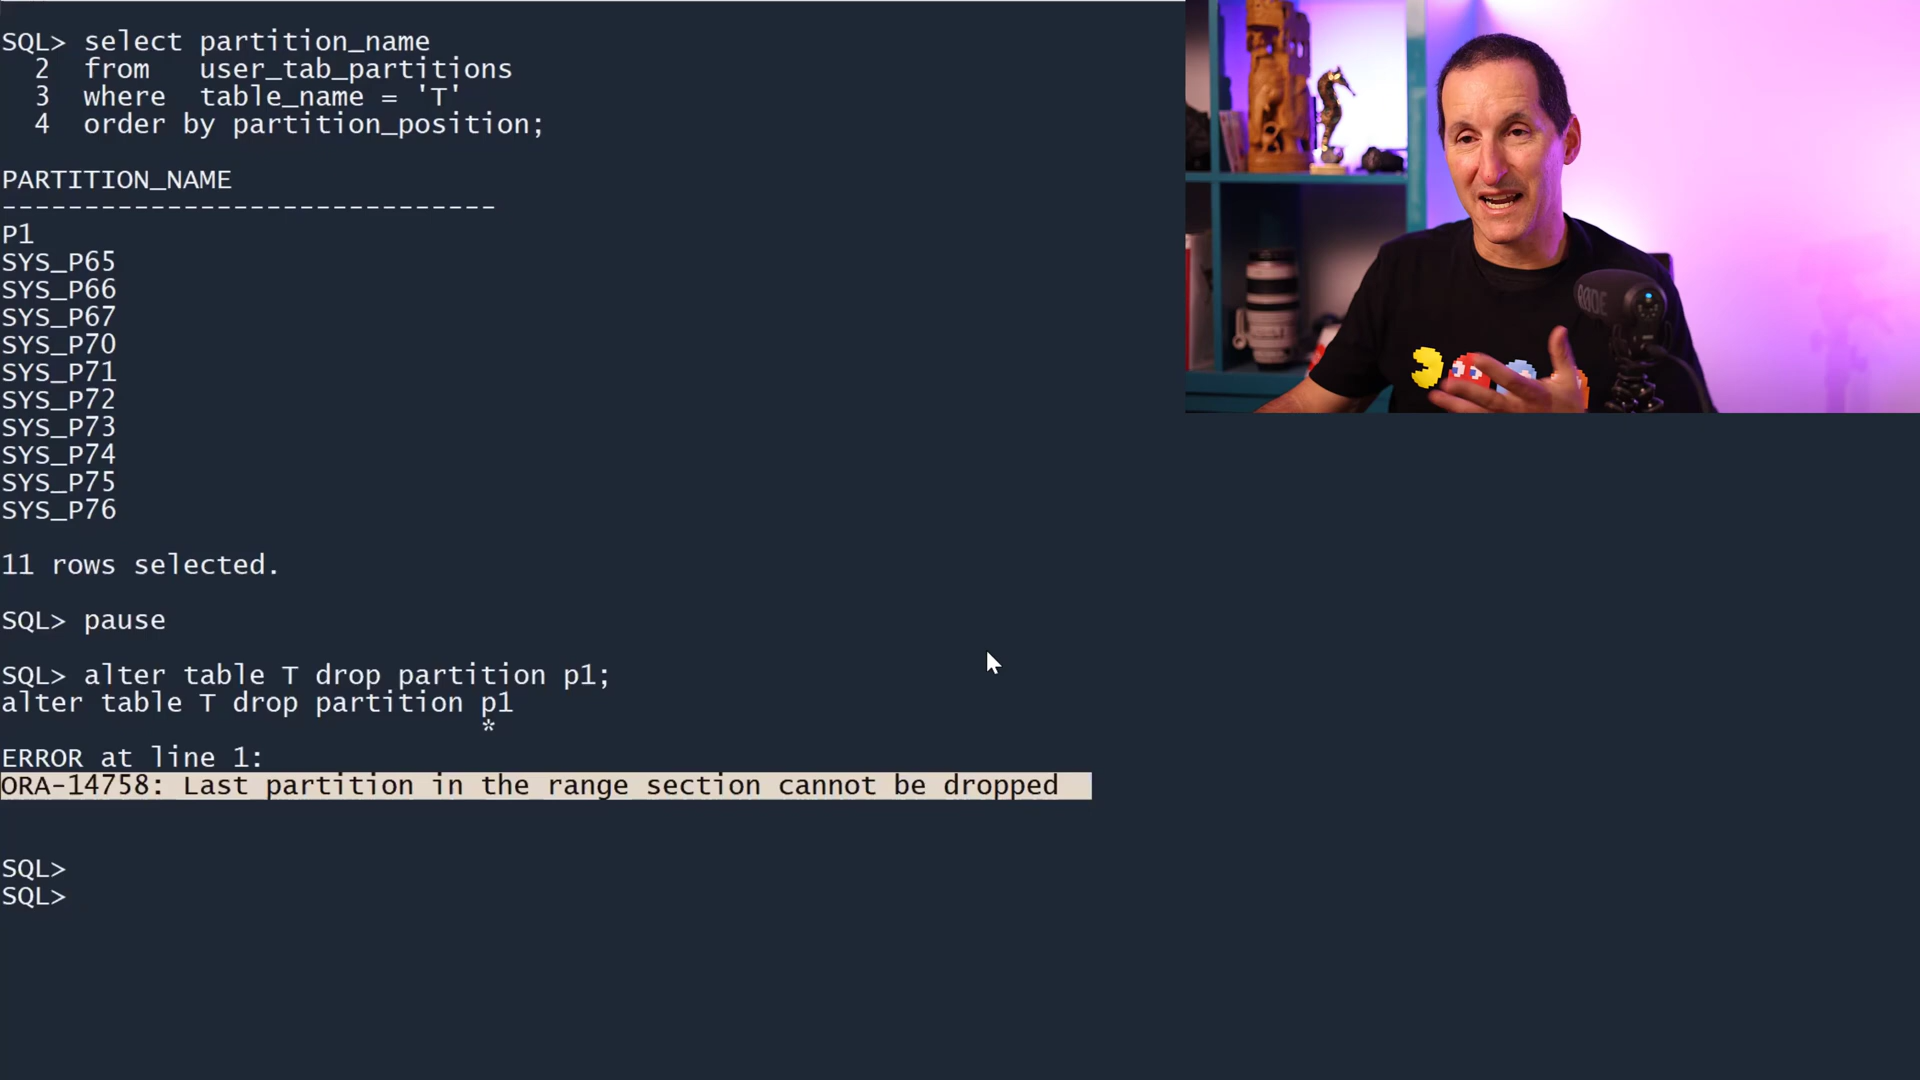 SQL> select partition_name
  2  from   user_tab_partitions
  3  where  table_name = 'T'
  4  order by partition_position;
PARTITION_NAME
------------------------------
P1
SYS_P65
SYS_P66
SYS_P67
SYS_P70
SYS_P71
SYS_P72
SYS_P73
SYS_P74
SYS_P75
SYS_P76
11 rows selected.
SQL> pause
SQL> alter table T drop partition p1;
alter table T drop partition p1
                             *
ERROR at line 1:
ORA-14758: Last partition in the range section cannot be dropped
SQL>
SQL>
RØDE